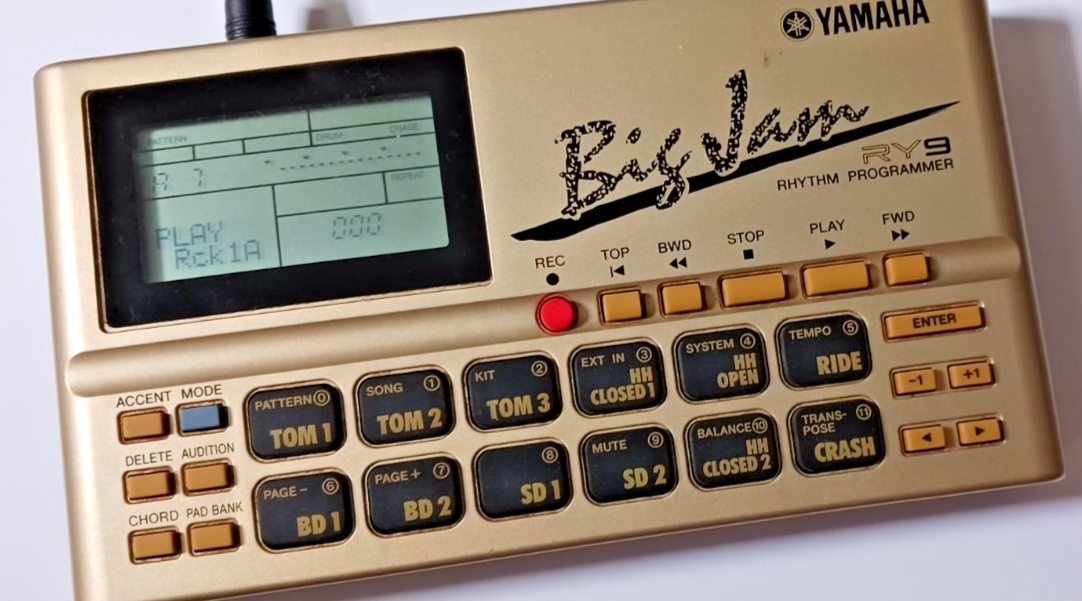 YAMAHA
Big Jam
RY9
RHYTHM PROGRAMMER
PATTERN
DRUM
CHASE
A 7
REPEAT
PLAY
000
Rck1A
REC
TOP
BWD
STOP
PLAY
FWD
ENTER
-1
+1
ACCENT
MODE
DELETE
AUDITION
CHORD
PAD BANK
PATTERN 0
TOM 1
SONG 1
TOM 2
KIT 2
TOM 3
EXT IN 3
HH
CLOSED 1
SYSTEM 4
HH
OPEN
TEMPO 5
RIDE
PAGE − 6
BD 1
PAGE + 7
BD 2
8
SD 1
MUTE 9
SD 2
BALANCE 10
HH
CLOSED 2
TRANS- 11
POSE
CRASH